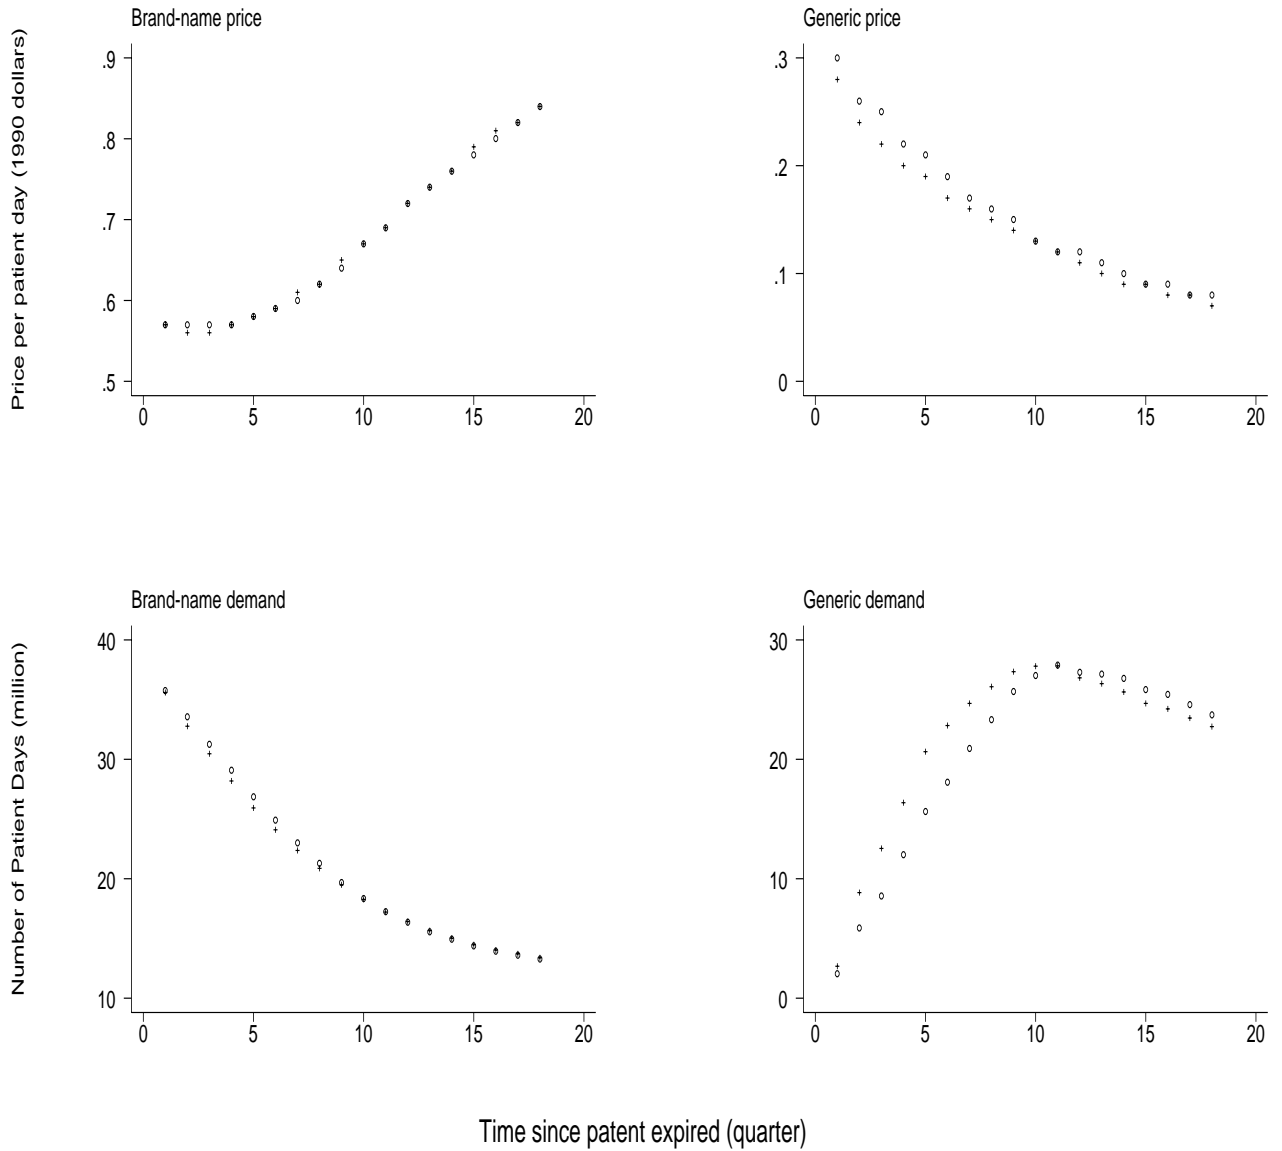 Brand-name price
Price per patient day (1990 dollars)
.9
.8
.7
.6
.5
0 5 10 15 20
Generic price
.3
.2
.1
0
0 5 10 15 20
Brand-name demand
Number of Patient Days (million)
40
30
20
10
0 5 10 15 20
Generic demand
30
20
10
0
0 5 10 15 20
Time since patent expired (quarter)